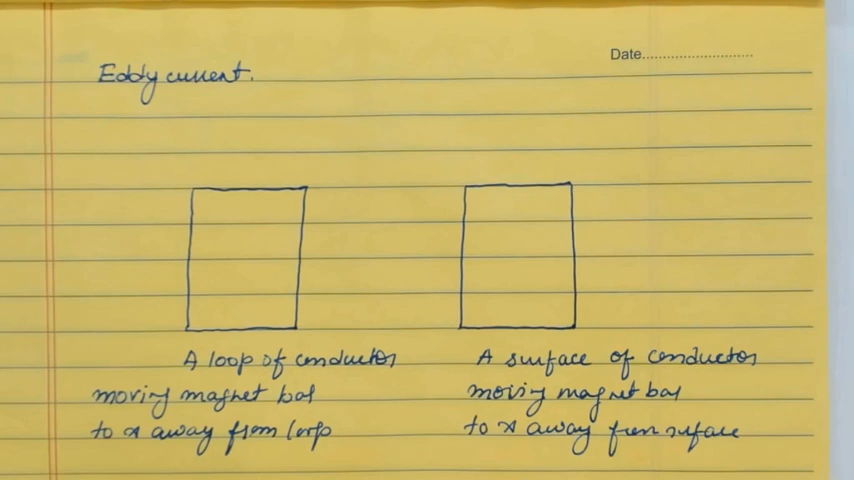 Date............................
Eddy current.
A loop of conductor
moving magnet bar
to & away from loop
A surface of conductor
moving magnet bar
to & away from surface